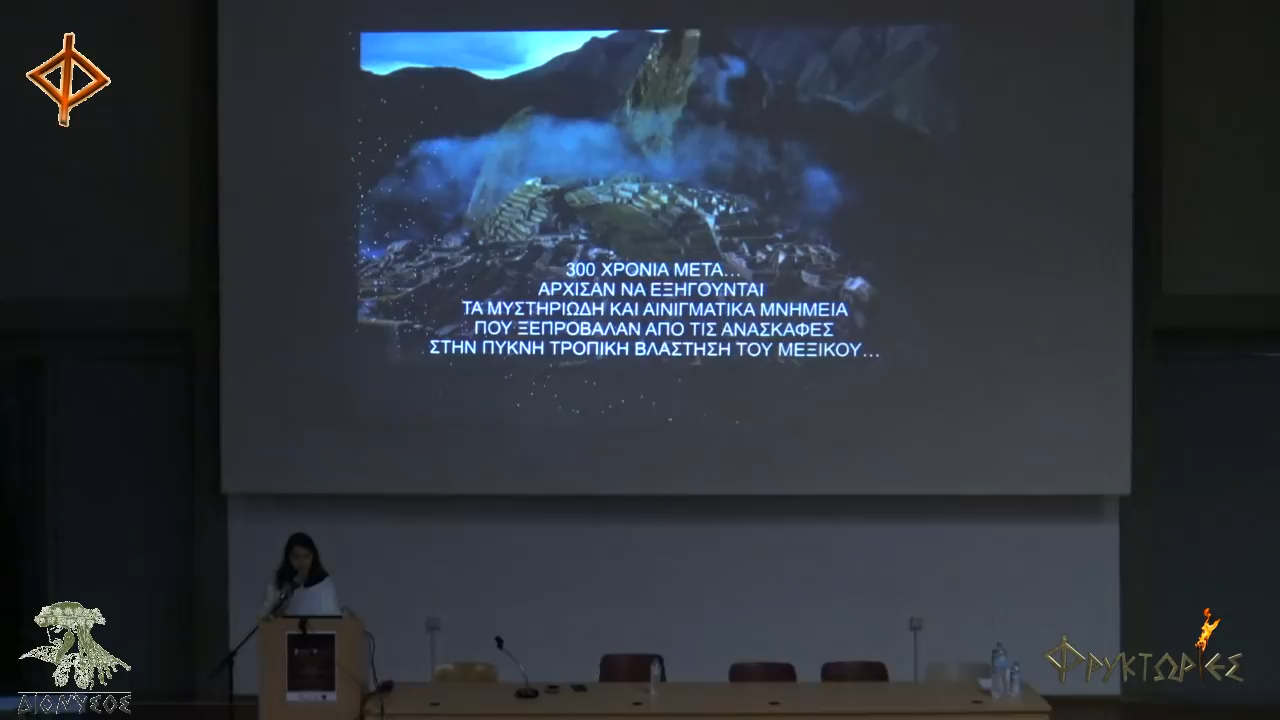 300 ΧΡΟΝΙΑ ΜΕΤΑ...
ΑΡΧΙΣΑΝ ΝΑ ΕΞΗΓΟΥΝΤΑΙ
ΤΑ ΜΥΣΤΗΡΙΩΔΗ ΚΑΙ ΑΙΝΙΓΜΑΤΙΚΑ ΜΝΗΜΕΙΑ
ΠΟΥ ΞΕΠΡΟΒΑΛΑΝ ΑΠΟ ΤΙΣ ΑΝΑΣΚΑΦΕΣ
ΣΤΗΝ ΠΥΚΝΗ ΤΡΟΠΙΚΗ ΒΛΑΣΤΗΣΗ ΤΟΥ ΜΕΞΙΚΟΥ...
ΔΙΟΝΥΣΟΣ
ΦΡΥΚΤΩΡΙΕΣ